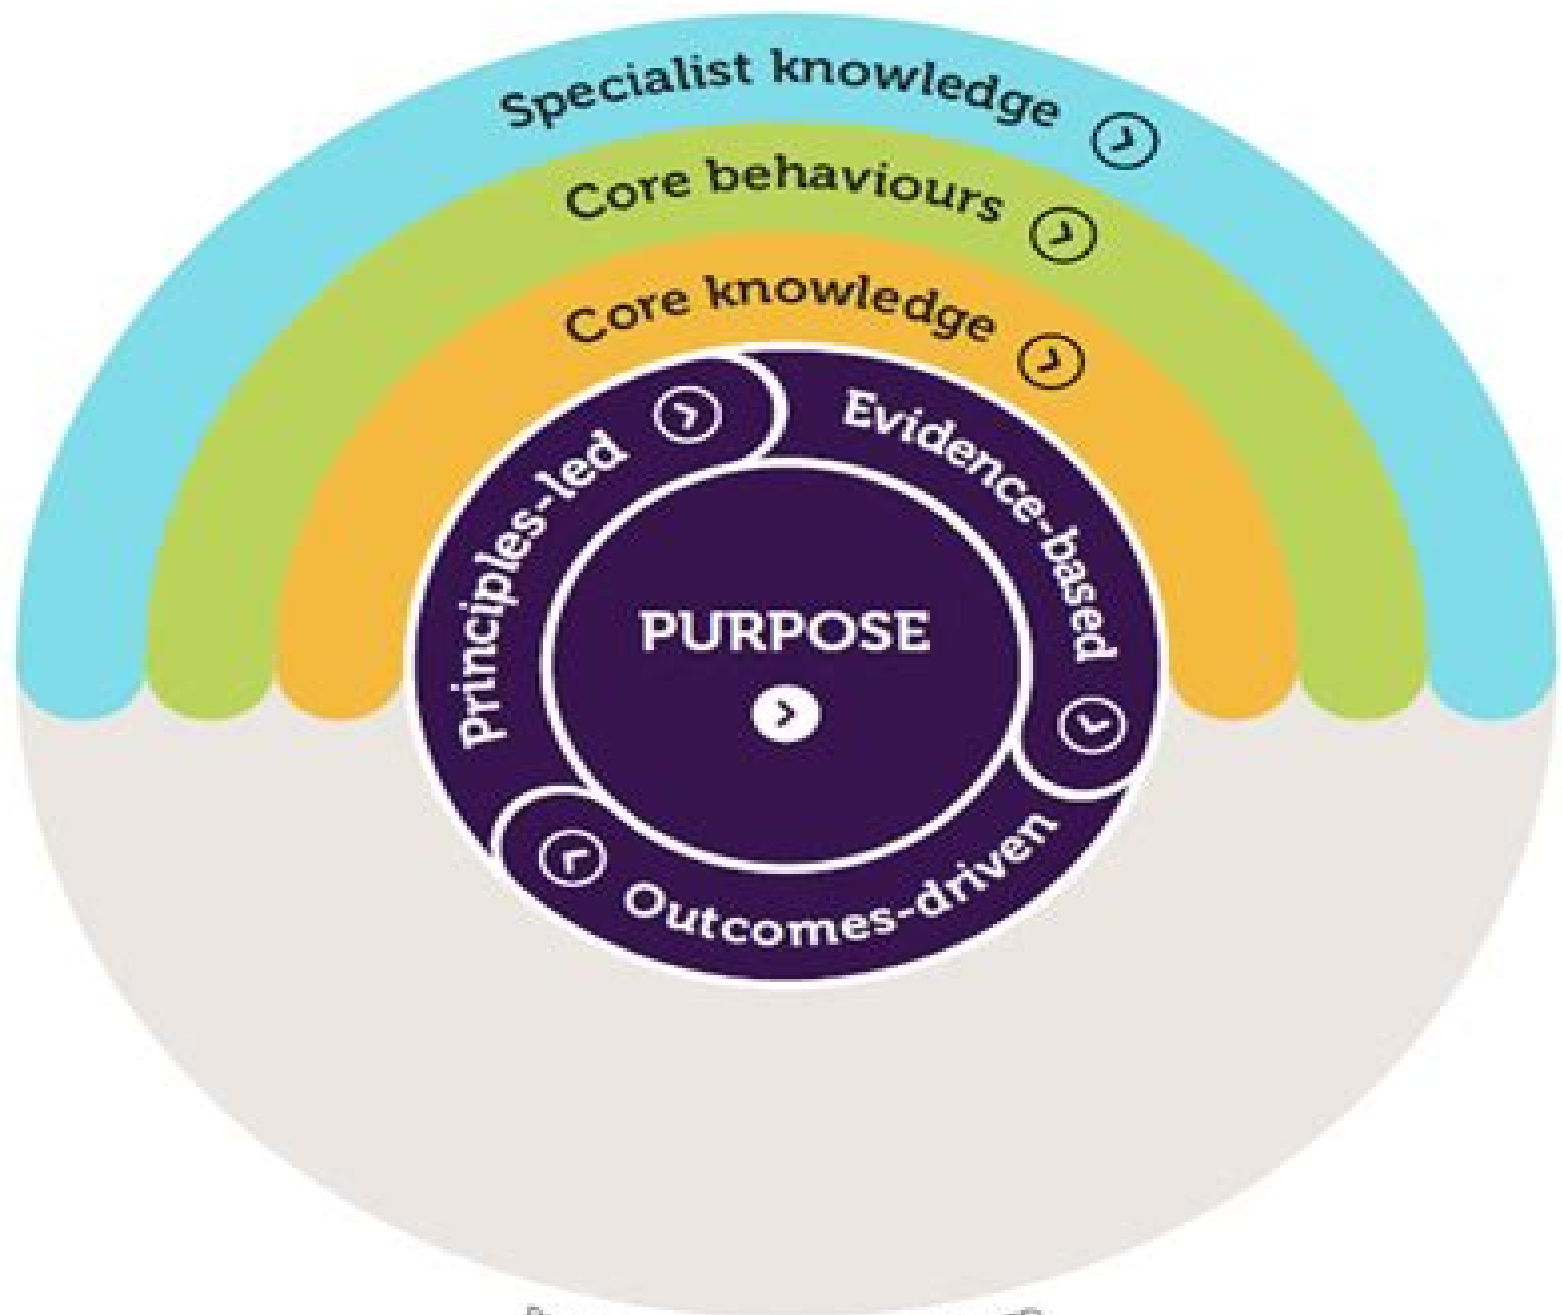 Specialist knowledge
Core behaviours
Core knowledge
Principles-led
Evidence-based
PURPOSE
Outcomes-driven